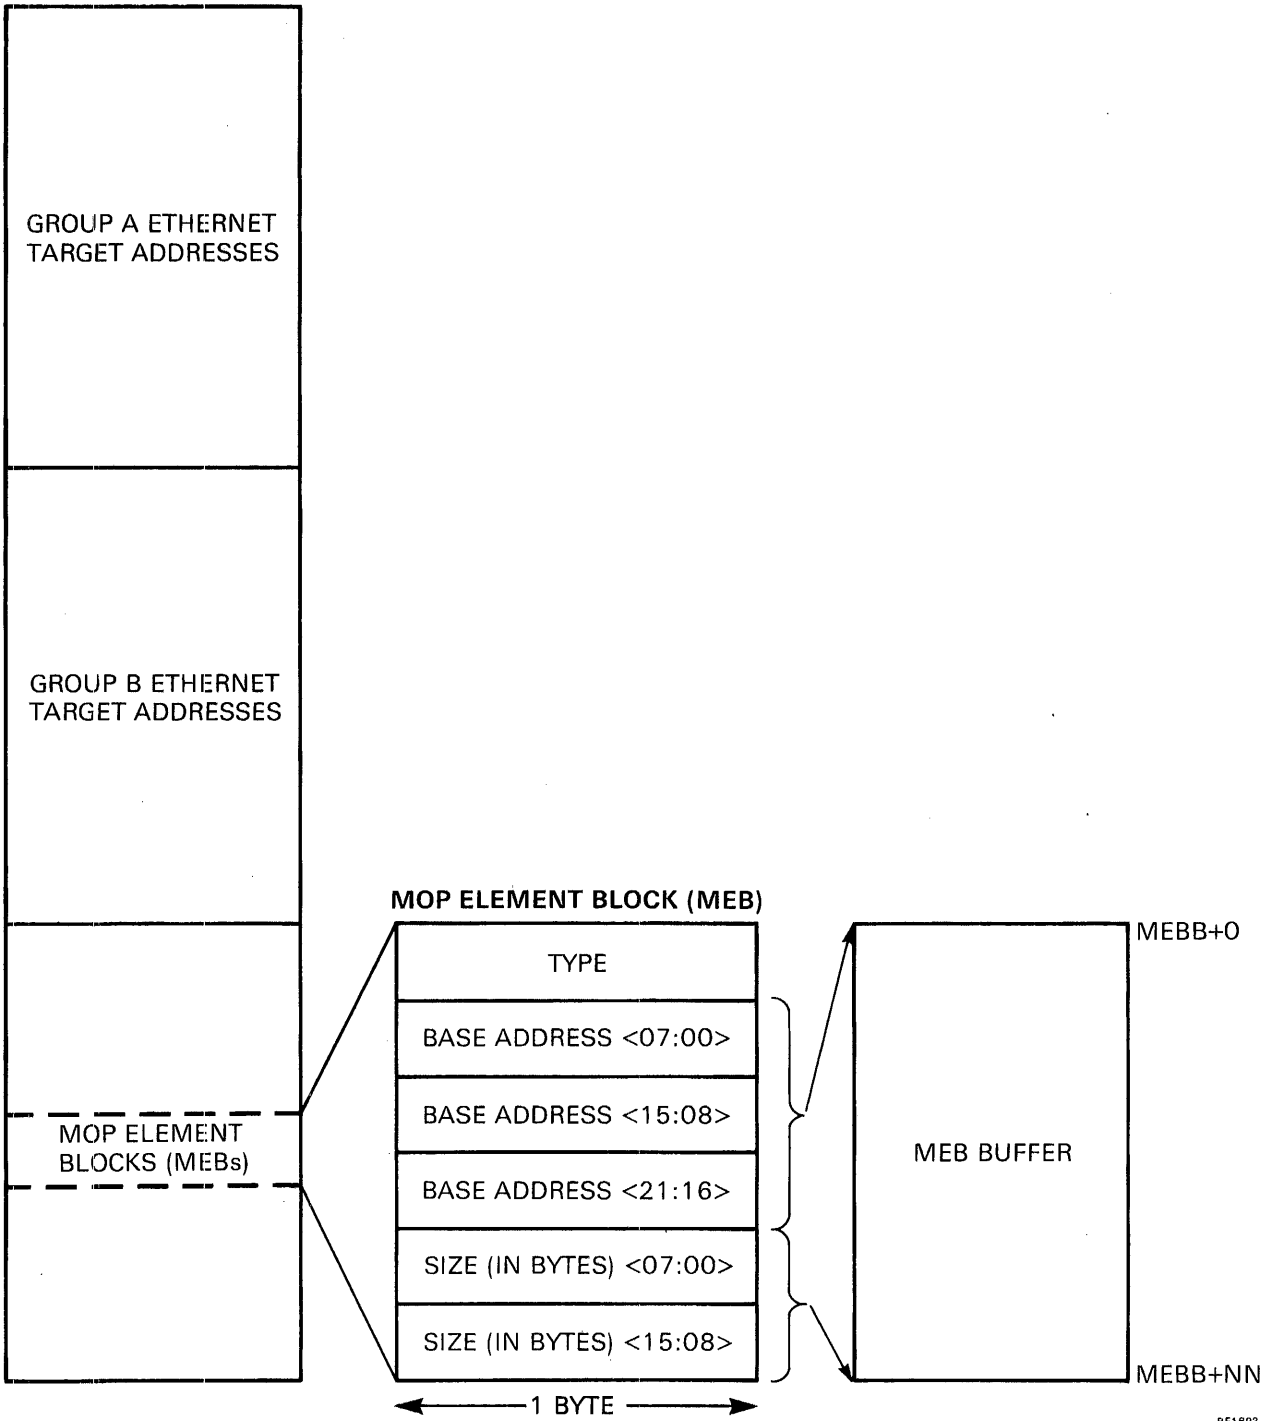 GROUP A ETHERNET
TARGET ADDRESSES
GROUP B ETHERNET
TARGET ADDRESSES
MOP ELEMENT
BLOCKS (MEBs)
MOP ELEMENT BLOCK (MEB)
TYPE
BASE ADDRESS <07:00>
BASE ADDRESS <15:08>
BASE ADDRESS <21:16>
SIZE (IN BYTES) <07:00>
SIZE (IN BYTES) <15:08>
1 BYTE
MEBB+0
MEB BUFFER
MEBB+NN